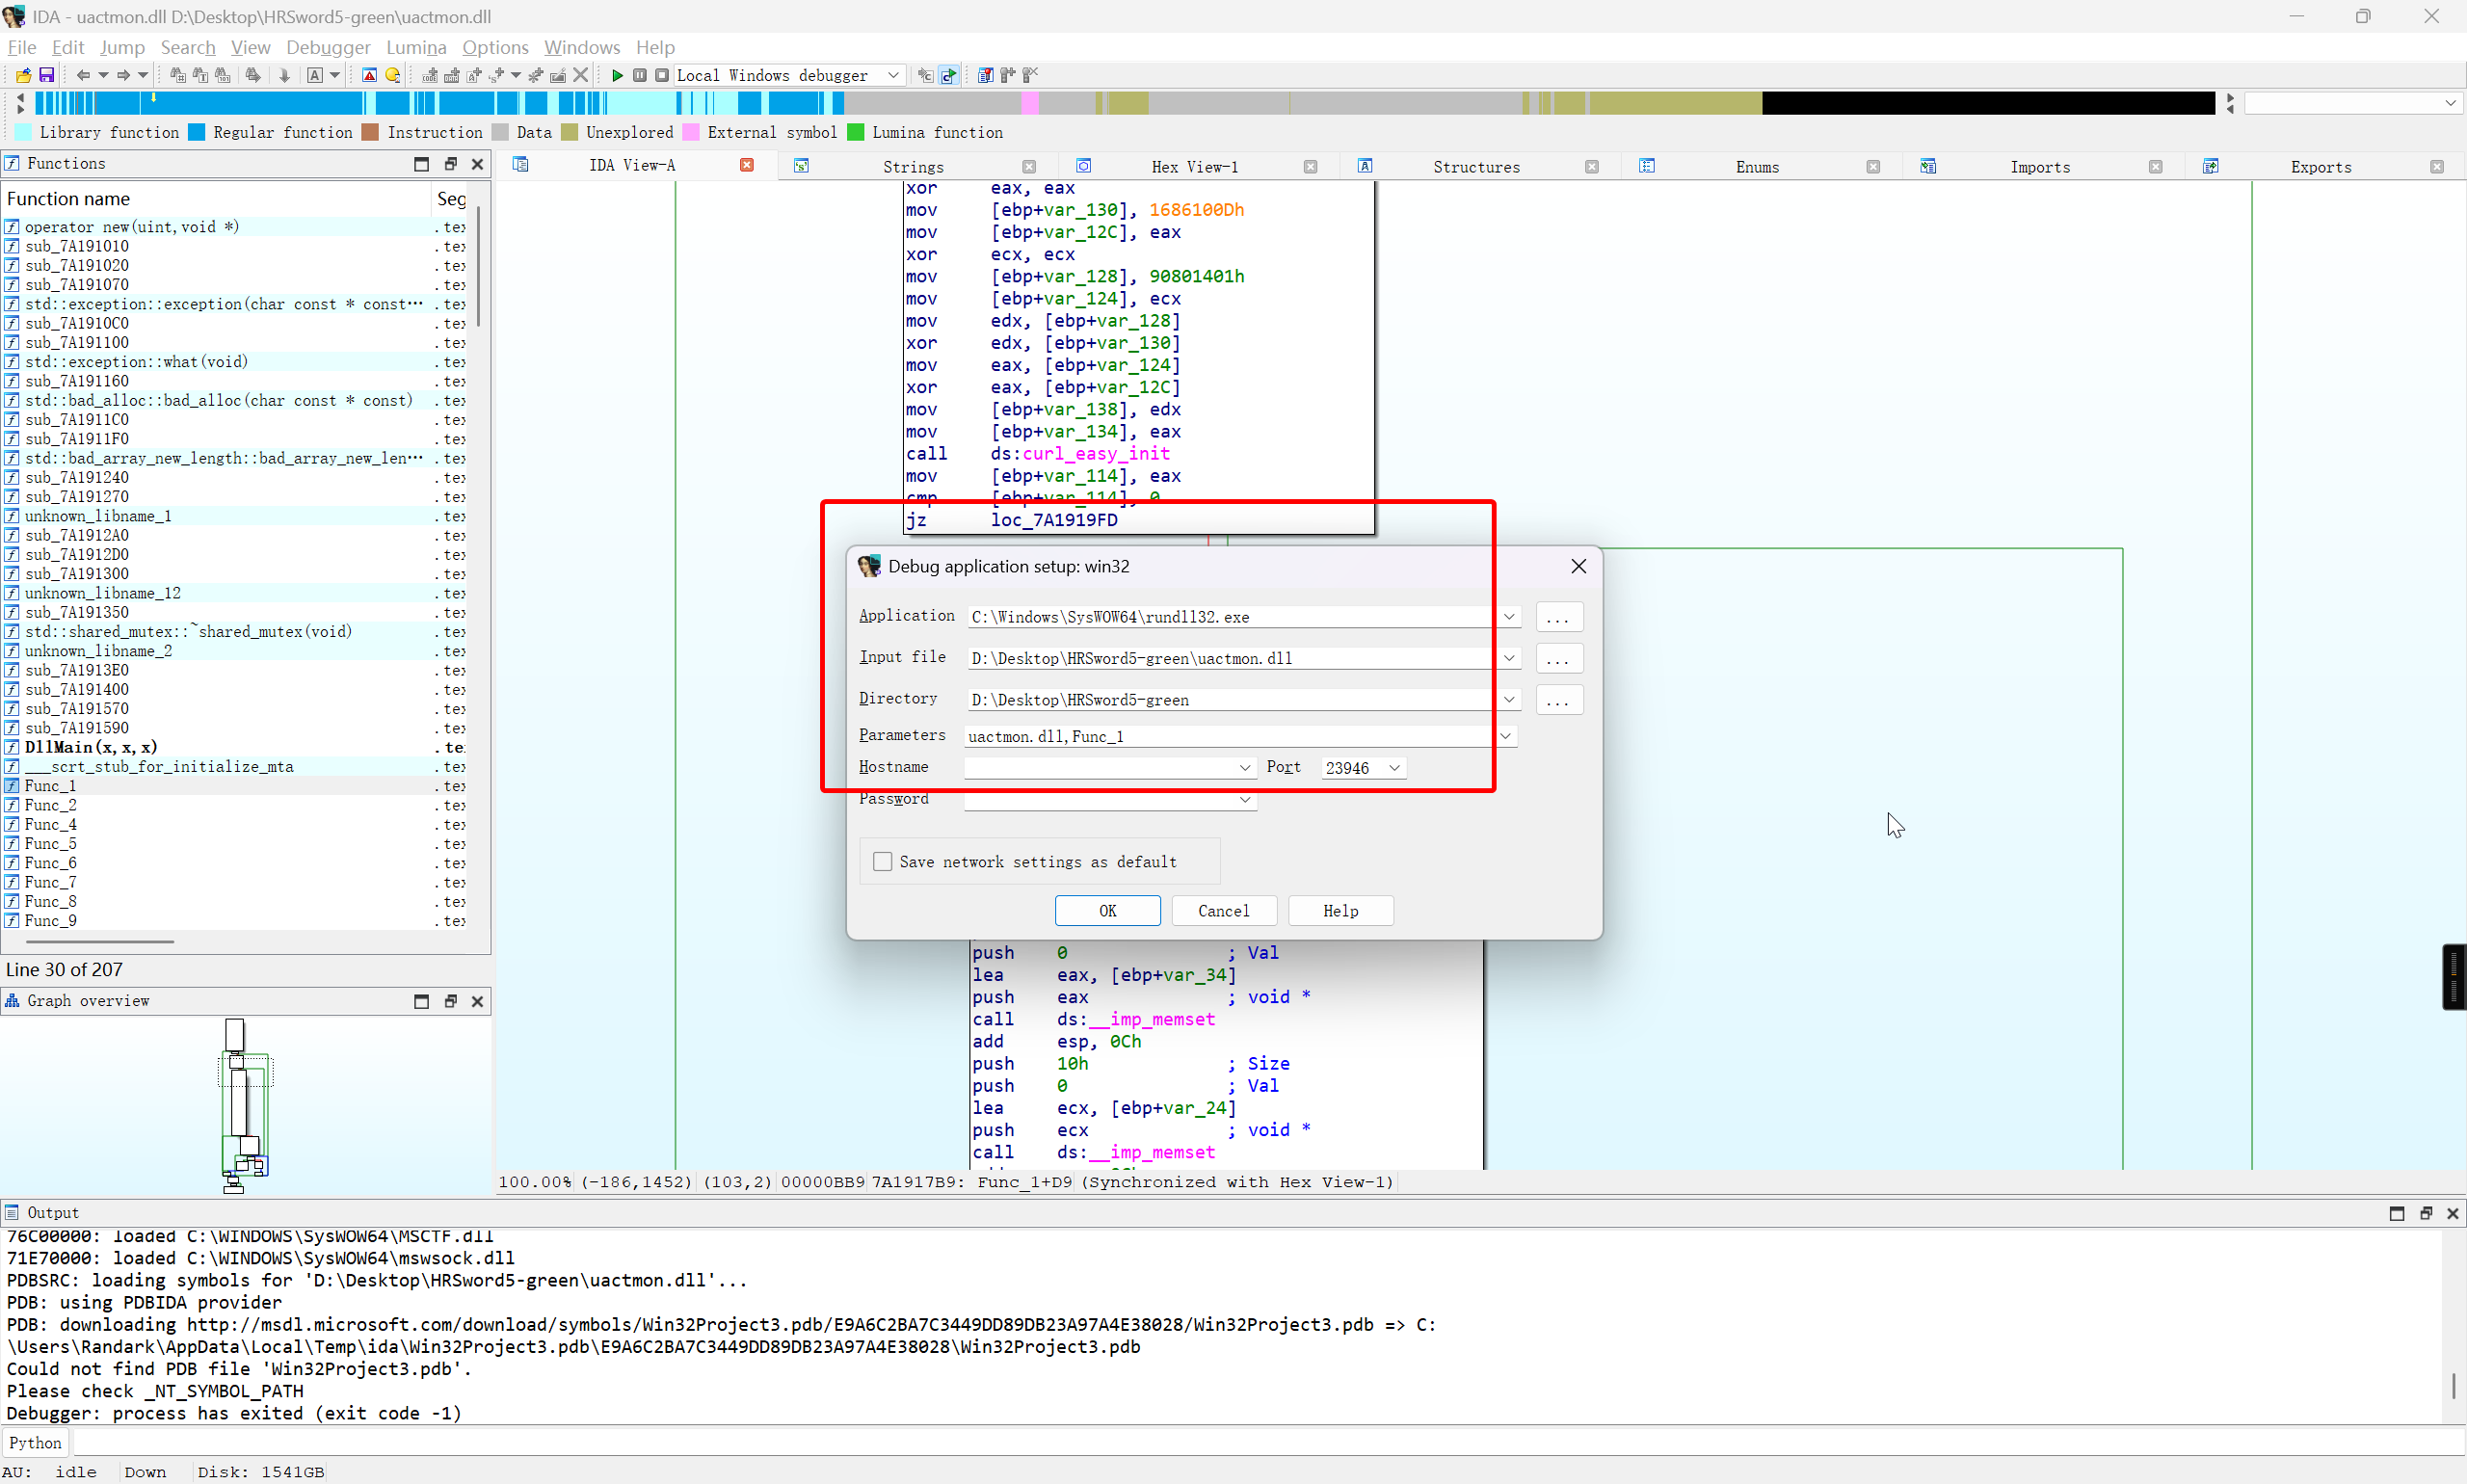 IDA - uactmon.dll D:\Desktop\HRSword5-green\uactmon.dll
File Edit Jump Search View Debugger Lumina Options Windows Help
Local Windows debugger
Library function Regular function Instruction Data Unexplored External symbol Lumina function
Functions
IDA View-A Strings Hex View-1 Structures Enums Imports Exports
Function name Seg
operator new(uint,void *) .tex
sub_7A191010 .tex
sub_7A191020 .tex
sub_7A191070 .tex
std::exception::exception(char const * const… .tex
sub_7A1910C0 .tex
sub_7A191100 .tex
std::exception::what(void) .tex
sub_7A191160 .tex
std::bad_alloc::bad_alloc(char const * const) .tex
sub_7A1911C0 .tex
sub_7A1911F0 .tex
std::bad_array_new_length::bad_array_new_len… .tex
sub_7A191240 .tex
sub_7A191270 .tex
unknown_libname_1 .tex
sub_7A1912A0 .tex
sub_7A1912D0 .tex
sub_7A191300 .tex
unknown_libname_12 .tex
sub_7A191350 .tex
std::shared_mutex::~shared_mutex(void) .tex
unknown_libname_2 .tex
sub_7A1913E0 .tex
sub_7A191400 .tex
sub_7A191570 .tex
sub_7A191590 .tex
DllMain(x,x,x) .te
___scrt_stub_for_initialize_mta .tex
Func_1 .tex
Func_2 .tex
Func_4 .tex
Func_5 .tex
Func_6 .tex
Func_7 .tex
Func_8 .tex
Func_9 .tex
Line 30 of 207
Graph overview
xor eax, eax
mov [ebp+var_130], 1686100Dh
mov [ebp+var_12C], eax
xor ecx, ecx
mov [ebp+var_128], 90801401h
mov [ebp+var_124], ecx
mov edx, [ebp+var_128]
xor edx, [ebp+var_130]
mov eax, [ebp+var_124]
xor eax, [ebp+var_12C]
mov [ebp+var_138], edx
mov [ebp+var_134], eax
call ds:curl_easy_init
mov [ebp+var_114], eax
cmp [ebp+var_114], 0
jz loc_7A1919FD
Debug application setup: win32
Application C:\Windows\SysWOW64\rundll32.exe ...
Input file D:\Desktop\HRSword5-green\uactmon.dll ...
Directory D:\Desktop\HRSword5-green ...
Parameters uactmon.dll,Func_1
Hostname Port 23946
Password
Save network settings as default
OK Cancel Help
push 0 ; Val
lea eax, [ebp+var_34]
push eax ; void *
call ds:__imp_memset
add esp, 0Ch
push 10h ; Size
push 0 ; Val
lea ecx, [ebp+var_24]
push ecx ; void *
call ds:__imp_memset
100.00% (-186,1452) (103,2) 00000BB9 7A1917B9: Func_1+D9 (Synchronized with Hex View-1)
Output
76C00000: loaded C:\WINDOWS\SysWOW64\MSCTF.dll
71E70000: loaded C:\WINDOWS\SysWOW64\mswsock.dll
PDBSRC: loading symbols for 'D:\Desktop\HRSword5-green\uactmon.dll'...
PDB: using PDBIDA provider
PDB: downloading http://msdl.microsoft.com/download/symbols/Win32Project3.pdb/E9A6C2BA7C3449DD89DB23A97A4E38028/Win32Project3.pdb => C:
\Users\Randark\AppData\Local\Temp\ida\Win32Project3.pdb\E9A6C2BA7C3449DD89DB23A97A4E38028\Win32Project3.pdb
Could not find PDB file 'Win32Project3.pdb'.
Please check _NT_SYMBOL_PATH
Debugger: process has exited (exit code -1)
Python
AU: idle Down Disk: 1541GB